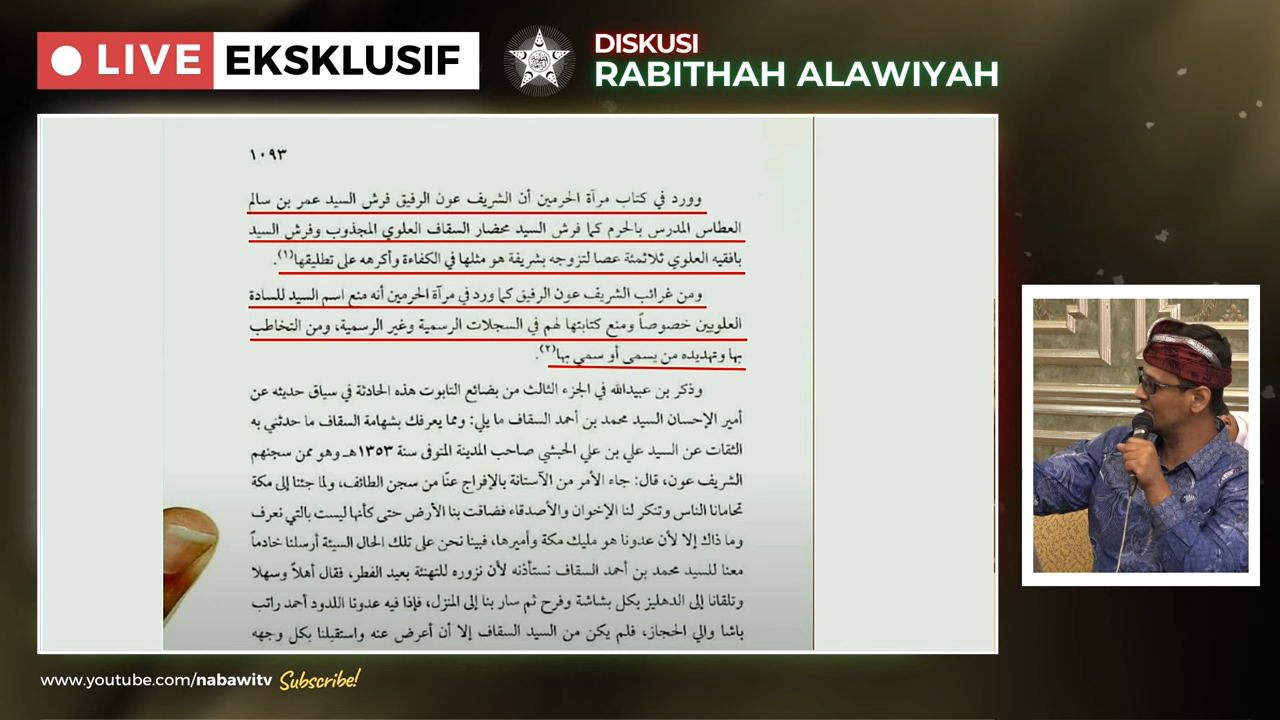 LIVE EKSKLUSIF
DISKUSI
RABITHAH ALAWIYAH
١٠٩٣
وورد في كتاب مرآة الحرمين أن الشريف عون الرفيق فرش السيد عمر بن سالم
العطاس المدرس بالحرم كما فرش السيد محضار السقاف العلوي المجذوب وفرش السيد
بافقيه العلوي ثلاثمئة عصا لتزوجه بشريفة هو مثلها في الكفاءة وأكرهه على تطليقها(١).
ومن غرائب الشريف عون الرفيق كما ورد في مرآة الحرمين أنه منع اسم السيد للسادة
العلويين خصوصاً ومنع كتابتها لهم في السجلات الرسمية وغير الرسمية، ومن التخاطب
بها وتهديده من يسمى أو سمي بها(٢).
وذكر بن عبيدالله في الجزء الثالث من بضائع التابوت هذه الحادثة في سياق حديثه عن
أمير الإحسان السيد محمد بن أحمد السقاف ما يلي: ومما يعرفك بشهامة السقاف ما حدثني به
الثقات عن السيد علي بن علي الحبشي صاحب المدينة المتوفى سنة ١٣٥٣هـ وهو ممن سجنهم
الشريف عون، قال: جاء الأمر من الآستانة بالإفراج عنّا من سجن الطائف، ولما جئنا إلى مكة
تحامانا الناس وتنكر لنا الإخوان والأصدقاء فضاقت بنا الأرض حتى كأنها ليست بالتي نعرف
وما ذاك إلا لأن عدونا هو مليك مكة وأميرها، فبينا نحن على تلك الحال السيئة أرسلنا خادماً
معنا للسيد محمد بن أحمد السقاف نستأذنه لأن نزوره للتهنئة بعيد الفطر، فقال أهلاً وسهلا
وتلقانا إلى الدهليز بكل بشاشة وفرح ثم سار بنا إلى المنزل، فإذا فيه عدونا اللدود أحمد راتب
باشا والي الحجاز، فلم يكن من السيد السقاف إلا أن أعرض عنه واستقبلنا بكل وجهه
www.youtube.com/nabawitv Subscribe!